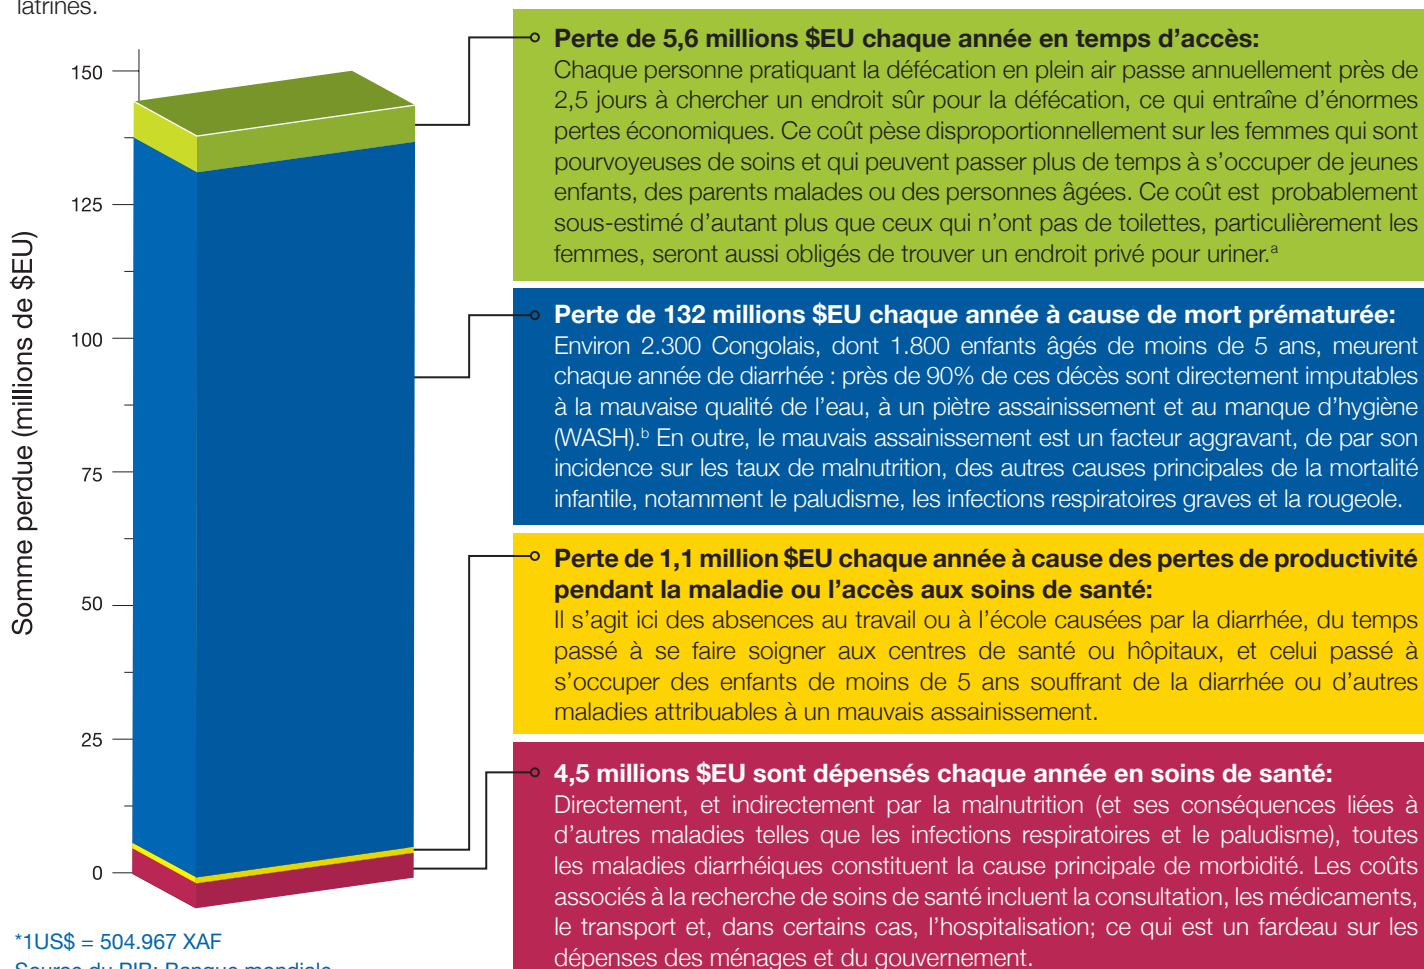 latrines.
Somme perdue (millions de $EU)
150
125
100
75
50
25
0
Perte de 5,6 millions $EU chaque année en temps d’accès:
Chaque personne pratiquant la défécation en plein air passe annuellement près de
2,5 jours à chercher un endroit sûr pour la défécation, ce qui entraîne d’énormes
pertes économiques. Ce coût pèse disproportionnellement sur les femmes qui sont
pourvoyeuses de soins et qui peuvent passer plus de temps à s’occuper de jeunes
enfants, des parents malades ou des personnes âgées. Ce coût est probablement
sous-estimé d’autant plus que ceux qui n’ont pas de toilettes, particulièrement les
femmes, seront aussi obligés de trouver un endroit privé pour uriner.ª
Perte de 132 millions $EU chaque année à cause de mort prématurée:
Environ 2.300 Congolais, dont 1.800 enfants âgés de moins de 5 ans, meurent
chaque année de diarrhée : près de 90% de ces décès sont directement imputables
à la mauvaise qualité de l’eau, à un piètre assainissement et au manque d’hygiène
(WASH).ᵇ En outre, le mauvais assainissement est un facteur aggravant, de par son
incidence sur les taux de malnutrition, des autres causes principales de la mortalité
infantile, notamment le paludisme, les infections respiratoires graves et la rougeole.
Perte de 1,1 million $EU chaque année à cause des pertes de productivité
pendant la maladie ou l’accès aux soins de santé:
Il s’agit ici des absences au travail ou à l’école causées par la diarrhée, du temps
passé à se faire soigner aux centres de santé ou hôpitaux, et celui passé à
s’occuper des enfants de moins de 5 ans souffrant de la diarrhée ou d’autres
maladies attribuables à un mauvais assainissement.
4,5 millions $EU sont dépensés chaque année en soins de santé:
Directement, et indirectement par la malnutrition (et ses conséquences liées à
d’autres maladies telles que les infections respiratoires et le paludisme), toutes
les maladies diarrhéiques constituent la cause principale de morbidité. Les coûts
associés à la recherche de soins de santé incluent la consultation, les médicaments,
le transport et, dans certains cas, l’hospitalisation; ce qui est un fardeau sur les
dépenses des ménages et du gouvernement.
*1US$ = 504.967 XAF
Source du PIB: Banque mondiale